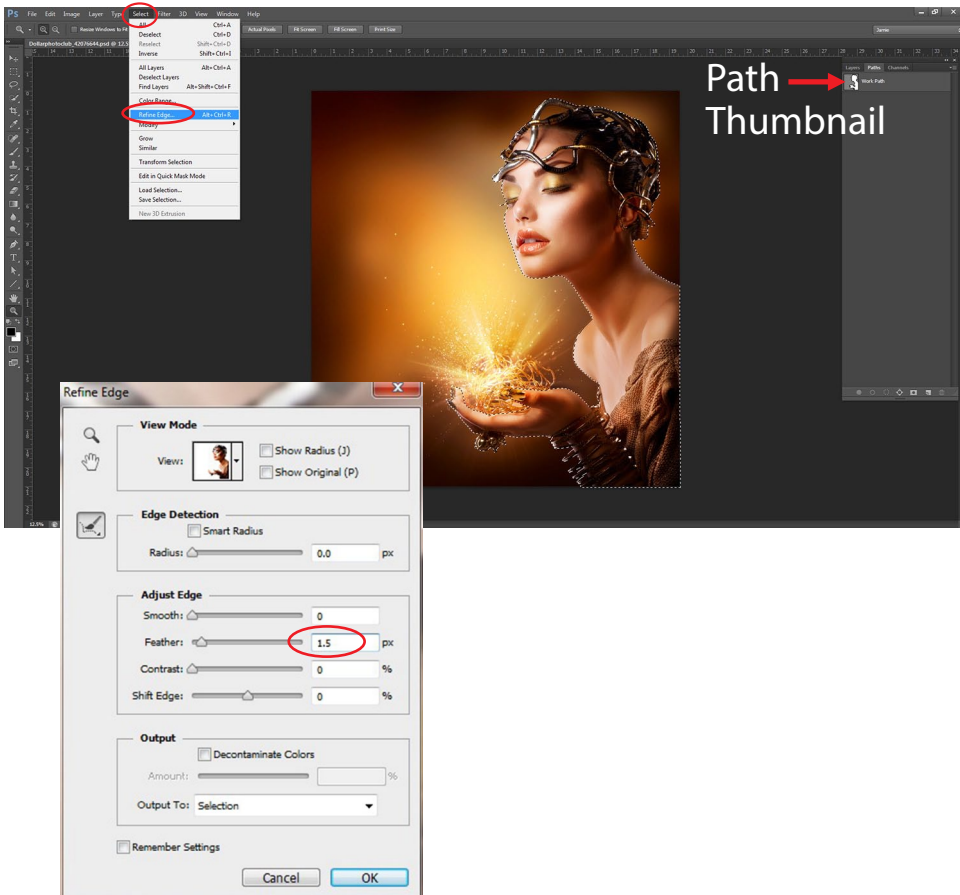 Ps File Edit Image Layer Type Select Filter 3D View Window Help
Actual Pixels Fit Screen Fill Screen Print Size
All Ctrl+A
Deselect Ctrl+D
Reselect Shift+Ctrl+D
Inverse Shift+Ctrl+I
All Layers Alt+Ctrl+A
Deselect Layers
Find Layers Alt+Shift+Ctrl+F
Color Range...
Refine Edge... Alt+Ctrl+R
Modify
Grow
Similar
Transform Selection
Edit in Quick Mask Mode
Load Selection...
Save Selection...
New 3D Extrusion
Layers Paths Channels
Work Path
Path
Thumbnail
Refine Edge
View Mode
View:
Show Radius (J)
Show Original (P)
Edge Detection
Smart Radius
Radius: 0.0 px
Adjust Edge
Smooth: 0
Feather: 1.5 px
Contrast: 0 %
Shift Edge: 0 %
Output
Decontaminate Colors
Amount: %
Output To: Selection
Remember Settings
Cancel OK